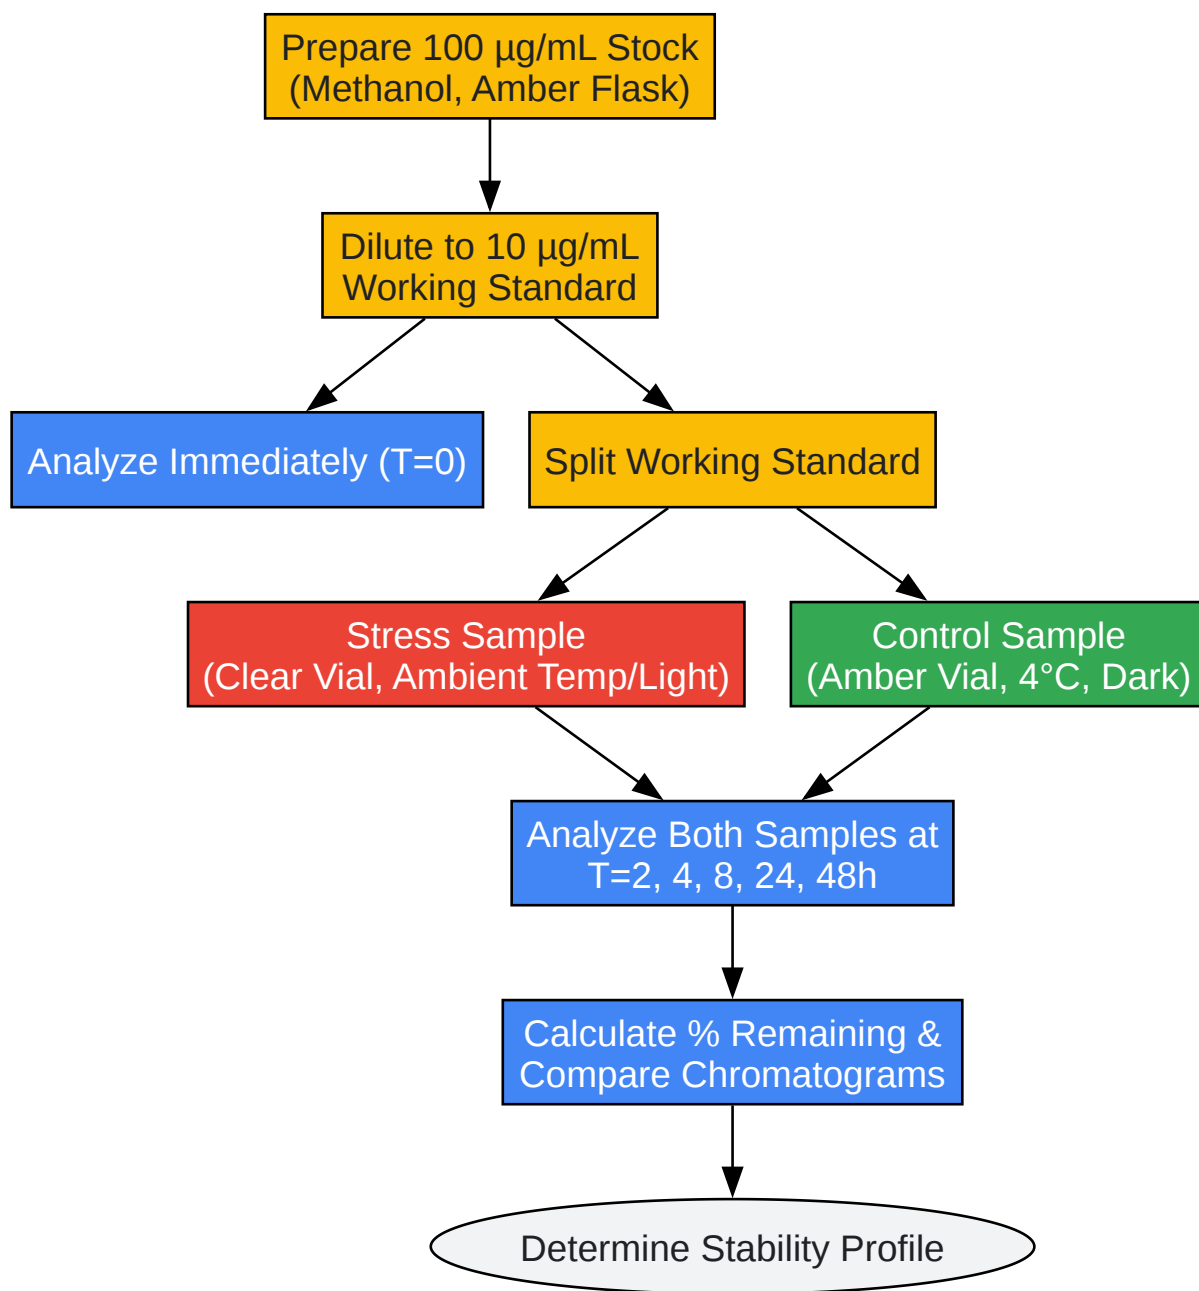 Prepare 100 µg/mL Stock
(Methanol, Amber Flask)
Dilute to 10 µg/mL
Working Standard
Analyze Immediately (T=0)
Split Working Standard
Stress Sample
(Clear Vial, Ambient Temp/Light)
Control Sample
(Amber Vial, 4°C, Dark)
Analyze Both Samples at
T=2, 4, 8, 24, 48h
Calculate % Remaining &
Compare Chromatograms
Determine Stability Profile